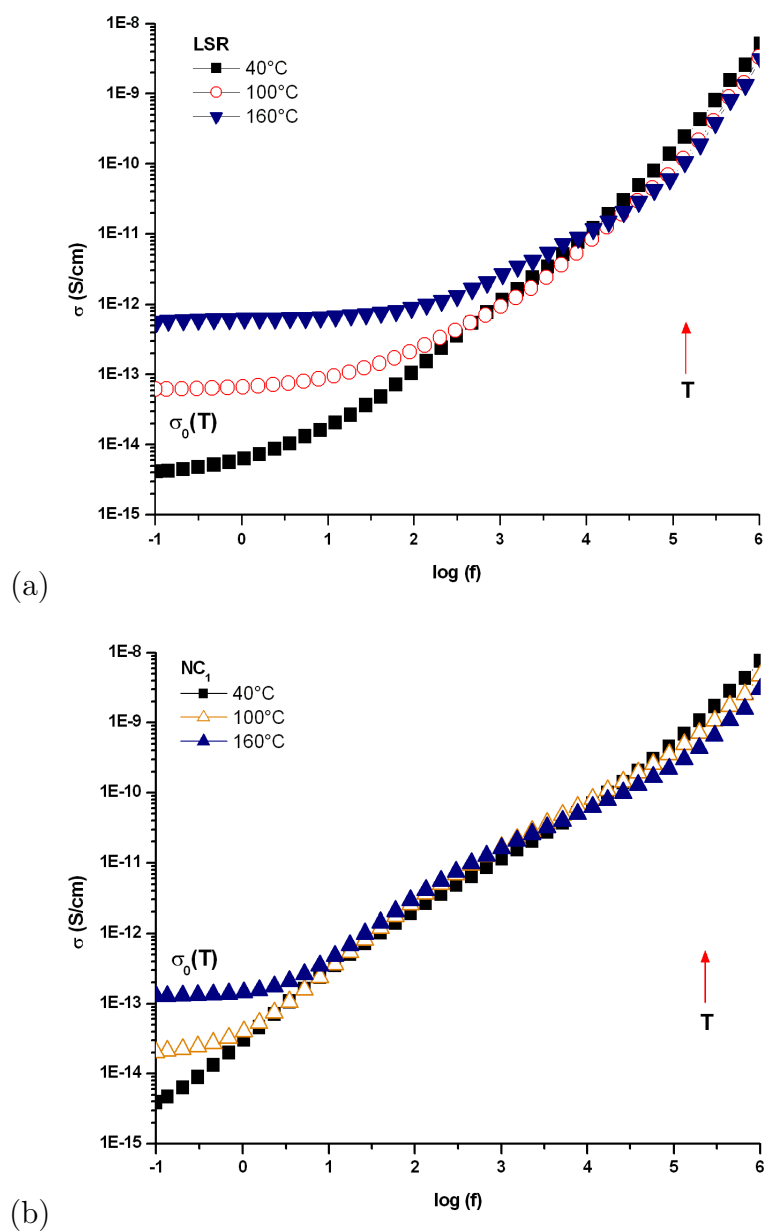 LSR
40°C
100°C
160°C
1E-8
1E-9
1E-10
1E-11
1E-12
1E-13
1E-14
1E-15
σ (S/cm)
σ₀(T)
T
-1 0 1 2 3 4 5 6
log (f)
(a)
NC₁
40°C
100°C
160°C
1E-8
1E-9
1E-10
1E-11
1E-12
1E-13
1E-14
1E-15
σ (S/cm)
σ₀(T)
T
-1 0 1 2 3 4 5 6
log (f)
(b)